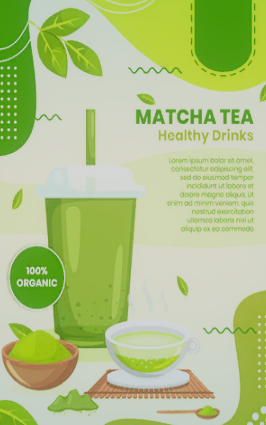 MATCHA TEA
Healthy Drinks
Lorem ipsum dolor sit amet,
consectetur adipiscing elit,
sed do eiusmod tempor
incididunt ut labore et
dolore magna aliqua. Ut
enim ad minim veniam, quis
nostrud exercitation
ullamco laboris nisi ut
aliquip ex ea commodo
100%
ORGANIC